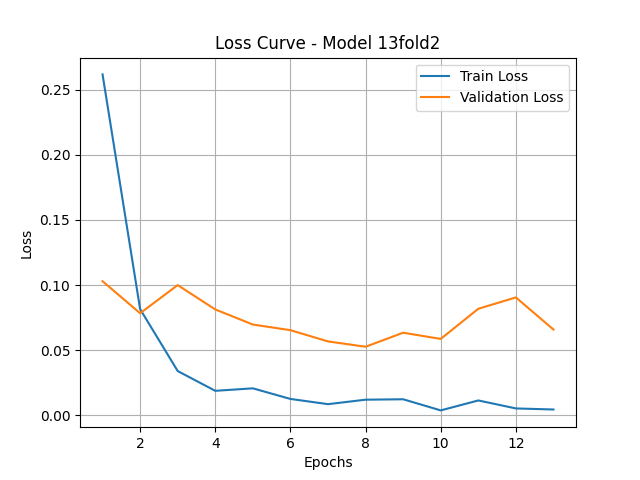 Loss Curve - Model 13fold2
Train Loss
Validation Loss
0.25
0.20
0.15
0.10
0.05
0.00
Loss
2 4 6 8 10 12
Epochs